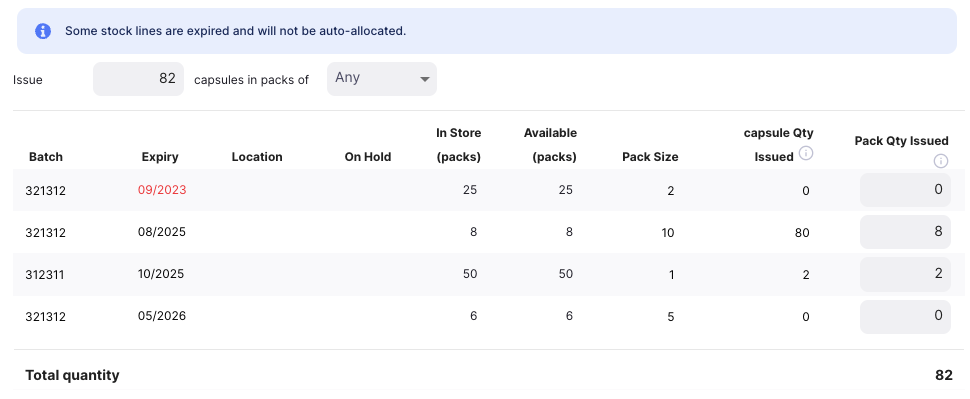 Some stock lines are expired and will not be auto-allocated.
Issue 82 capsules in packs of Any
Batch Expiry Location On Hold In Store (packs) Available (packs) Pack Size capsule Qty Issued Pack Qty Issued
321312 09/2023 25 25 2 0 0
321312 08/2025 8 8 10 80 8
312311 10/2025 50 50 1 2 2
321312 05/2026 6 6 5 0 0
Total quantity 82